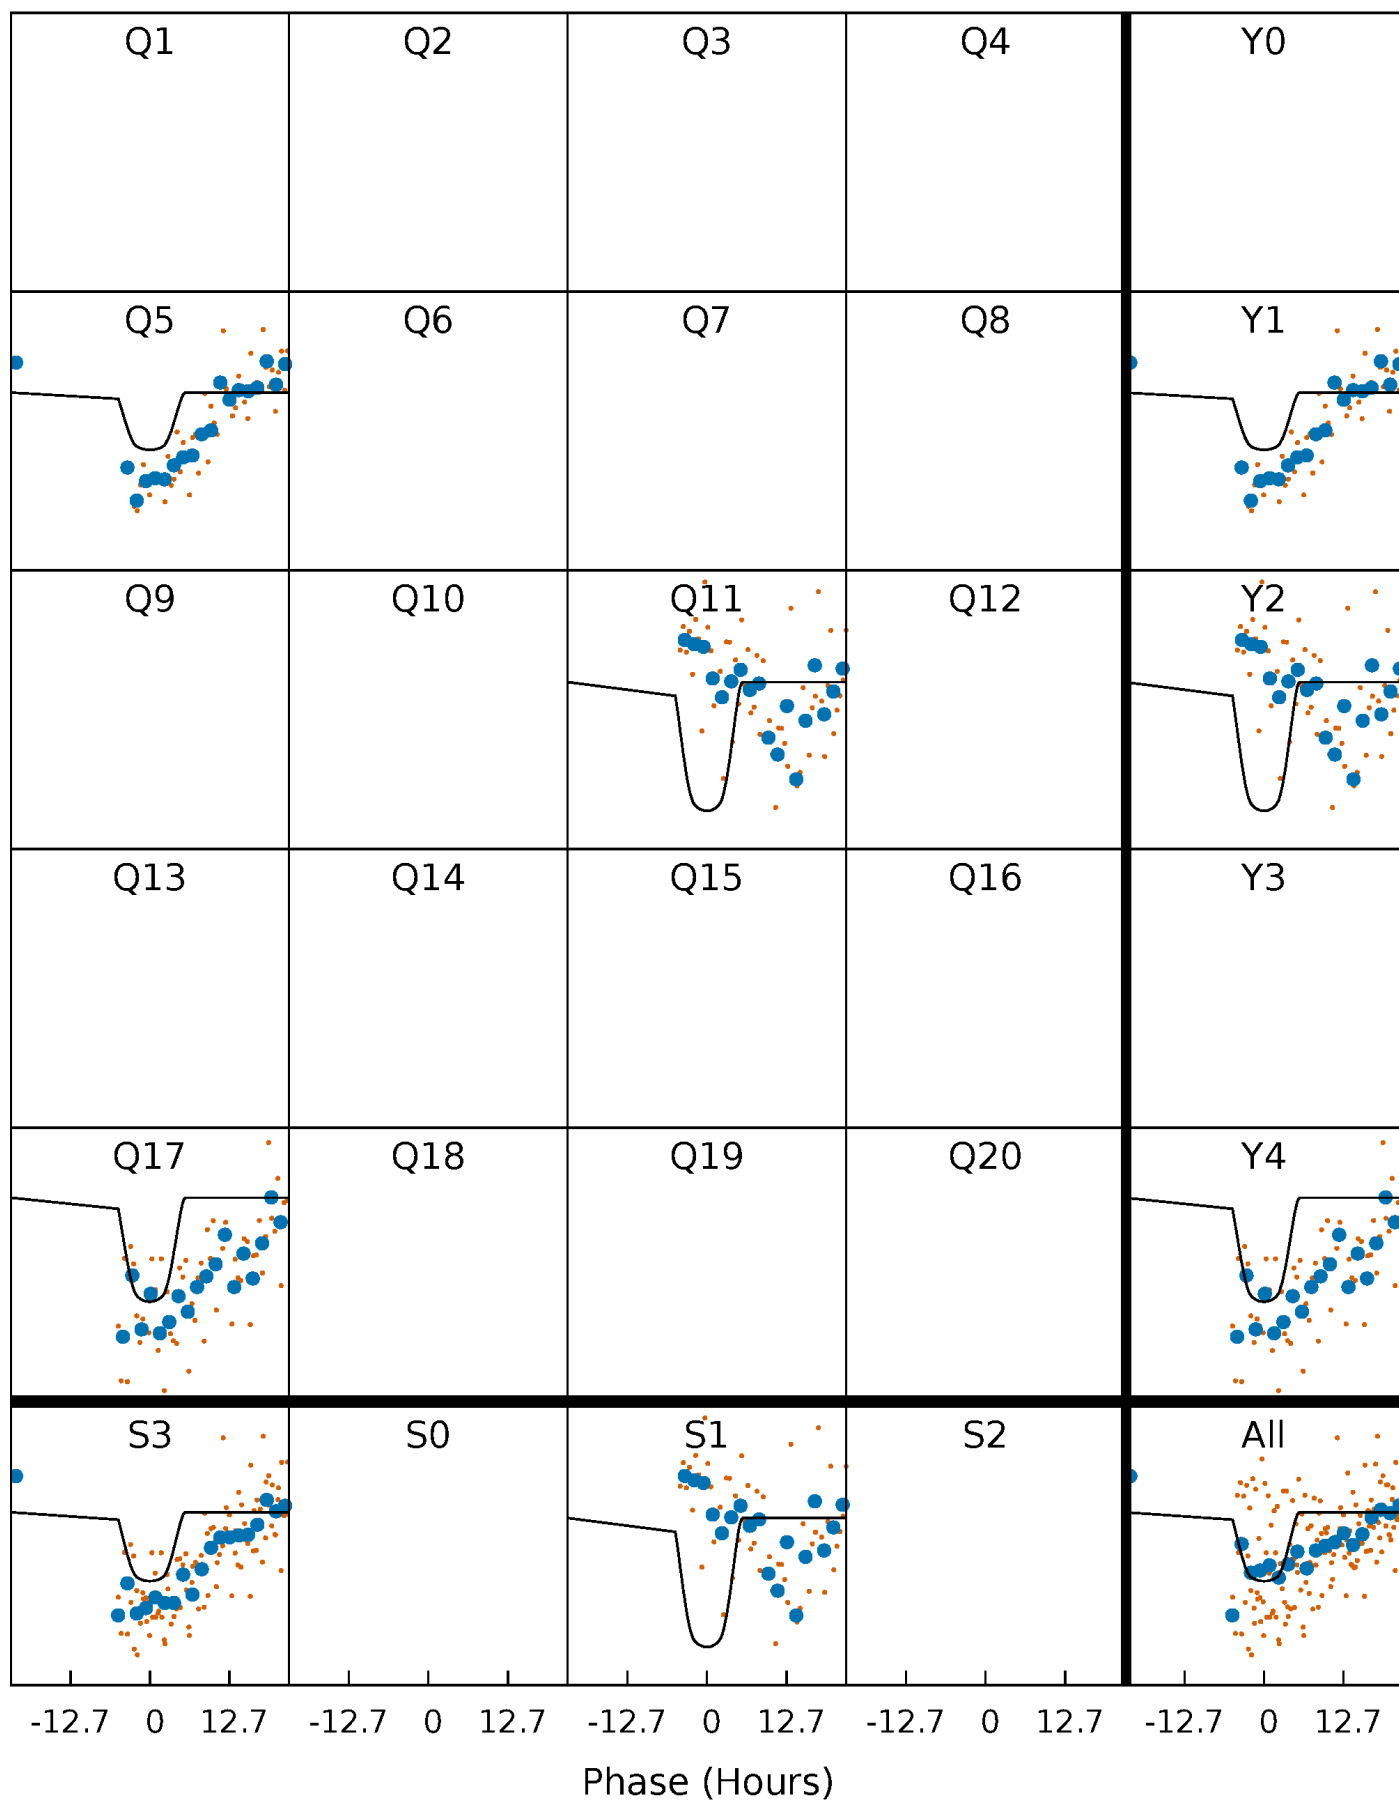 Q1 Q2 Q3 Q4 Y0
Q5 Q6 Q7 Q8 Y1
Q9 Q10 Q11 Q12 Y2
Q13 Q14 Q15 Q16 Y3
Q17 Q18 Q19 Q20 Y4
S3 S0 S1 S2 All
-12.7 0 12.7 -12.7 0 12.7 -12.7 0 12.7 -12.7 0 12.7 -12.7 0 12.7
Phase (Hours)